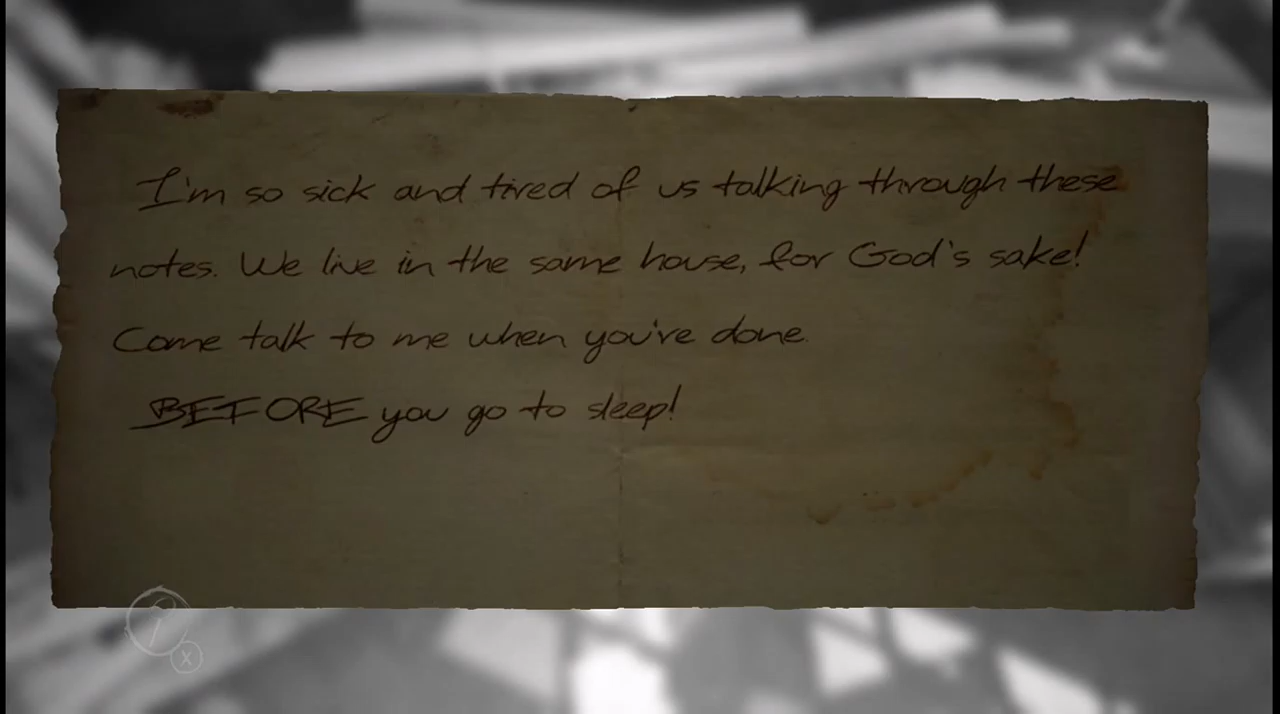 I'm so sick and tired of us talking through these
notes. We live in the same house, for God's sake!
Come talk to me when you've done.
BEFORE you go to sleep!
X